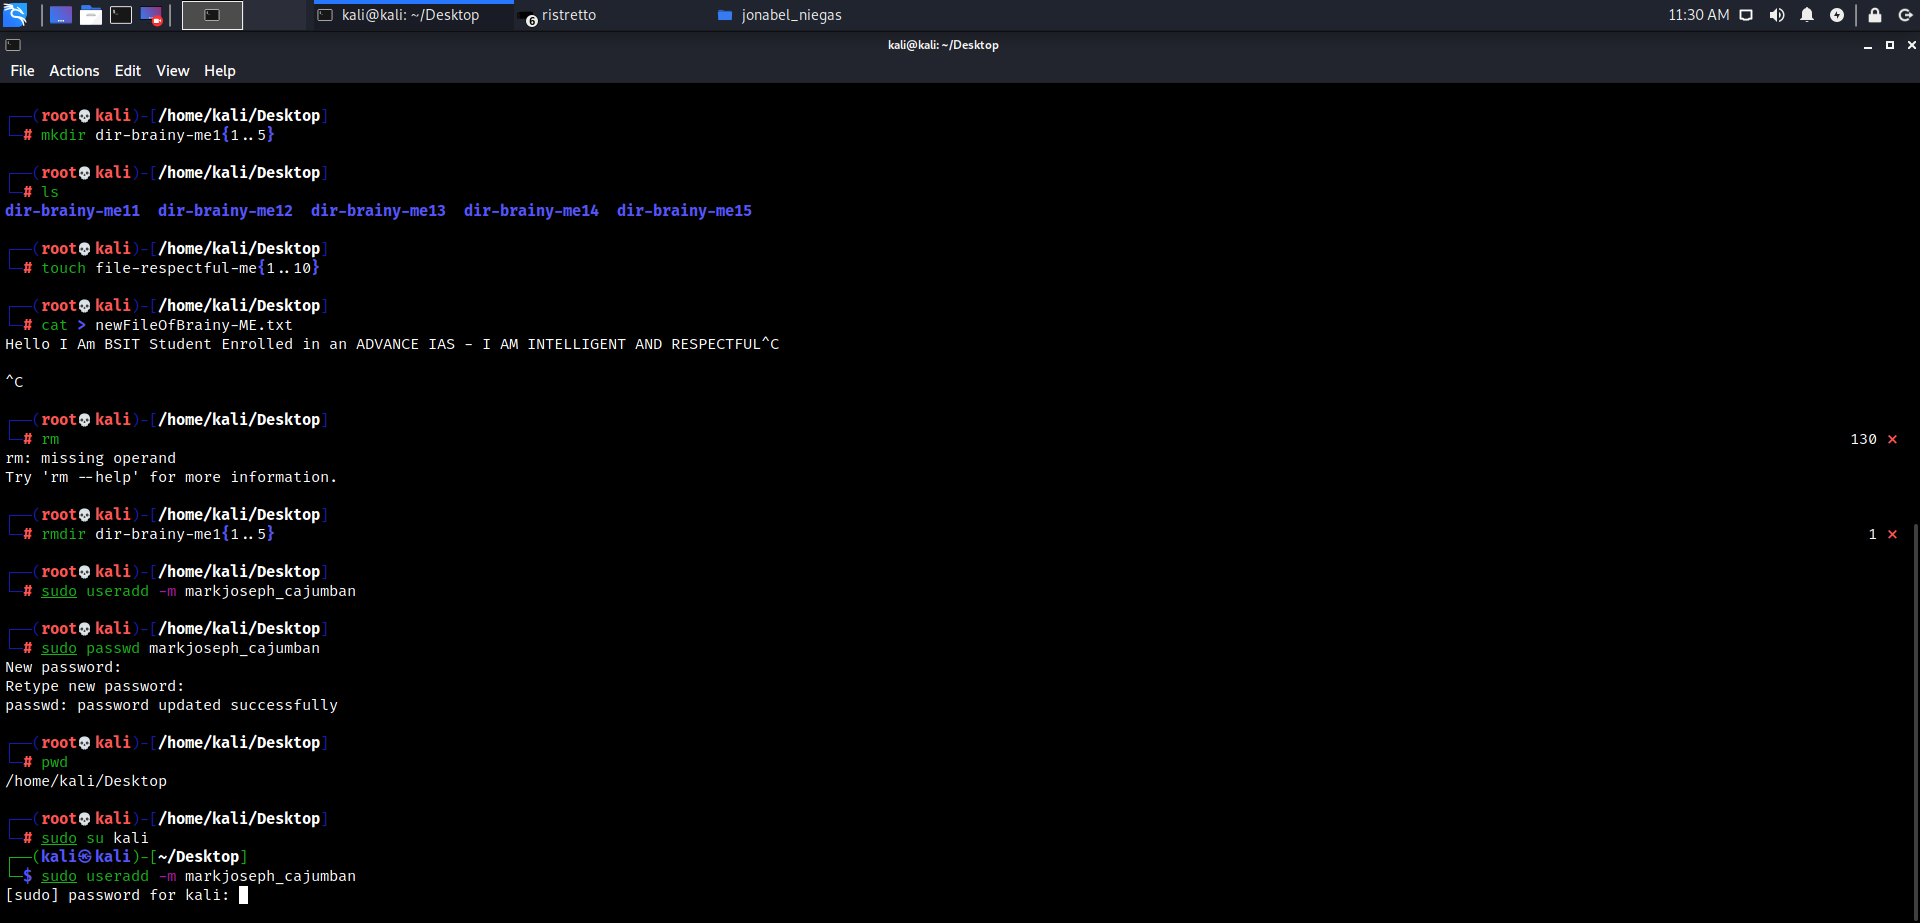 kali@kali: ~/Desktop
6
ristretto
jonabel_niegas
11:30 AM
kali@kali: ~/Desktop
File Actions Edit View Help
(root💀kali)-[/home/kali/Desktop]
# mkdir dir-brainy-me1{1..5}
(root💀kali)-[/home/kali/Desktop]
# ls
dir-brainy-me11 dir-brainy-me12 dir-brainy-me13 dir-brainy-me14 dir-brainy-me15
(root💀kali)-[/home/kali/Desktop]
# touch file-respectful-me{1..10}
(root💀kali)-[/home/kali/Desktop]
# cat > newFileOfBrainy-ME.txt
Hello I Am BSIT Student Enrolled in an ADVANCE IAS - I AM INTELLIGENT AND RESPECTFUL^C
^C
(root💀kali)-[/home/kali/Desktop]
# rm 130 ⨯
rm: missing operand
Try 'rm --help' for more information.
(root💀kali)-[/home/kali/Desktop]
# rmdir dir-brainy-me1{1..5} 1 ⨯
(root💀kali)-[/home/kali/Desktop]
# sudo useradd -m markjoseph_cajumban
(root💀kali)-[/home/kali/Desktop]
# sudo passwd markjoseph_cajumban
New password:
Retype new password:
passwd: password updated successfully
(root💀kali)-[/home/kali/Desktop]
# pwd
/home/kali/Desktop
(root💀kali)-[/home/kali/Desktop]
# sudo su kali
(kali㉿kali)-[~/Desktop]
$ sudo useradd -m markjoseph_cajumban
[sudo] password for kali: